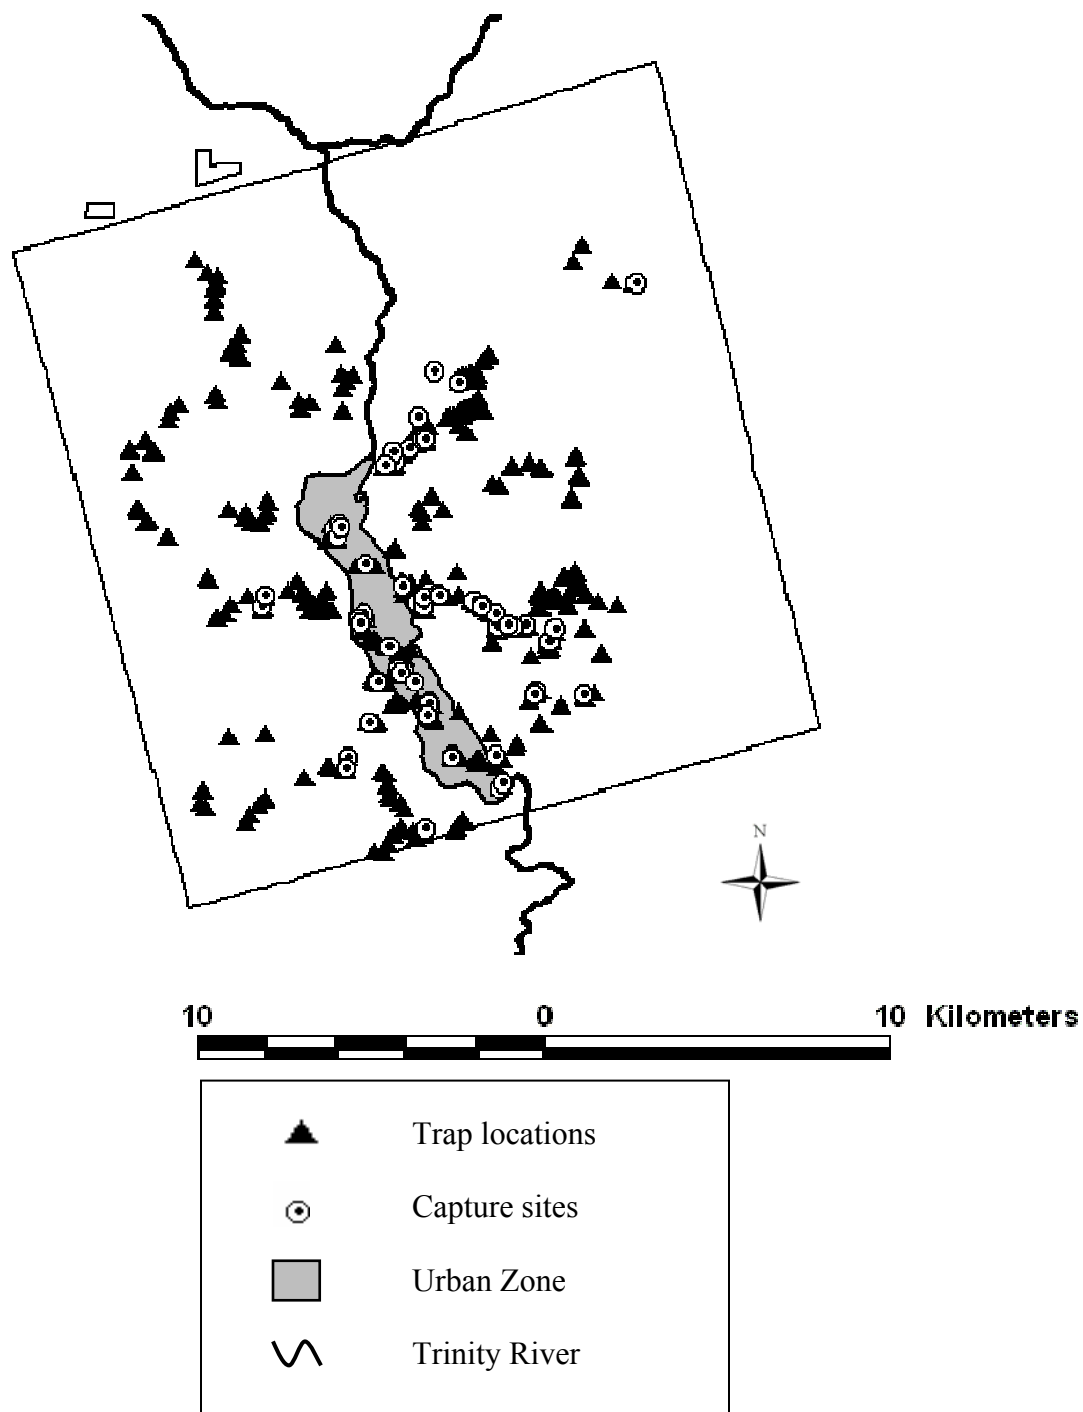 N
10 0 10 Kilometers
Trap locations
Capture sites
Urban Zone
Trinity River